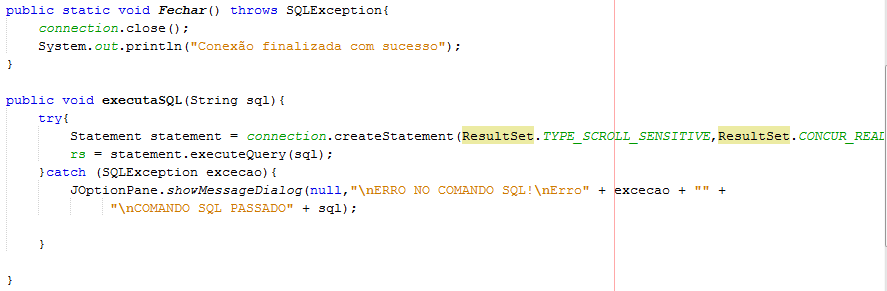 public static void Fechar() throws SQLException{
connection.close();
System.out.println("Conexão finalizada com sucesso");
}
public void executaSQL(String sql){
try{
Statement statement = connection.createStatement(ResultSet.TYPE_SCROLL_SENSITIVE,ResultSet.CONCUR_READ
rs = statement.executeQuery(sql);
}catch (SQLException excecao){
JOptionPane.showMessageDialog(null,"\nERRO NO COMANDO SQL!\nErro" + excecao + "" +
"\nCOMANDO SQL PASSADO" + sql);
}
}